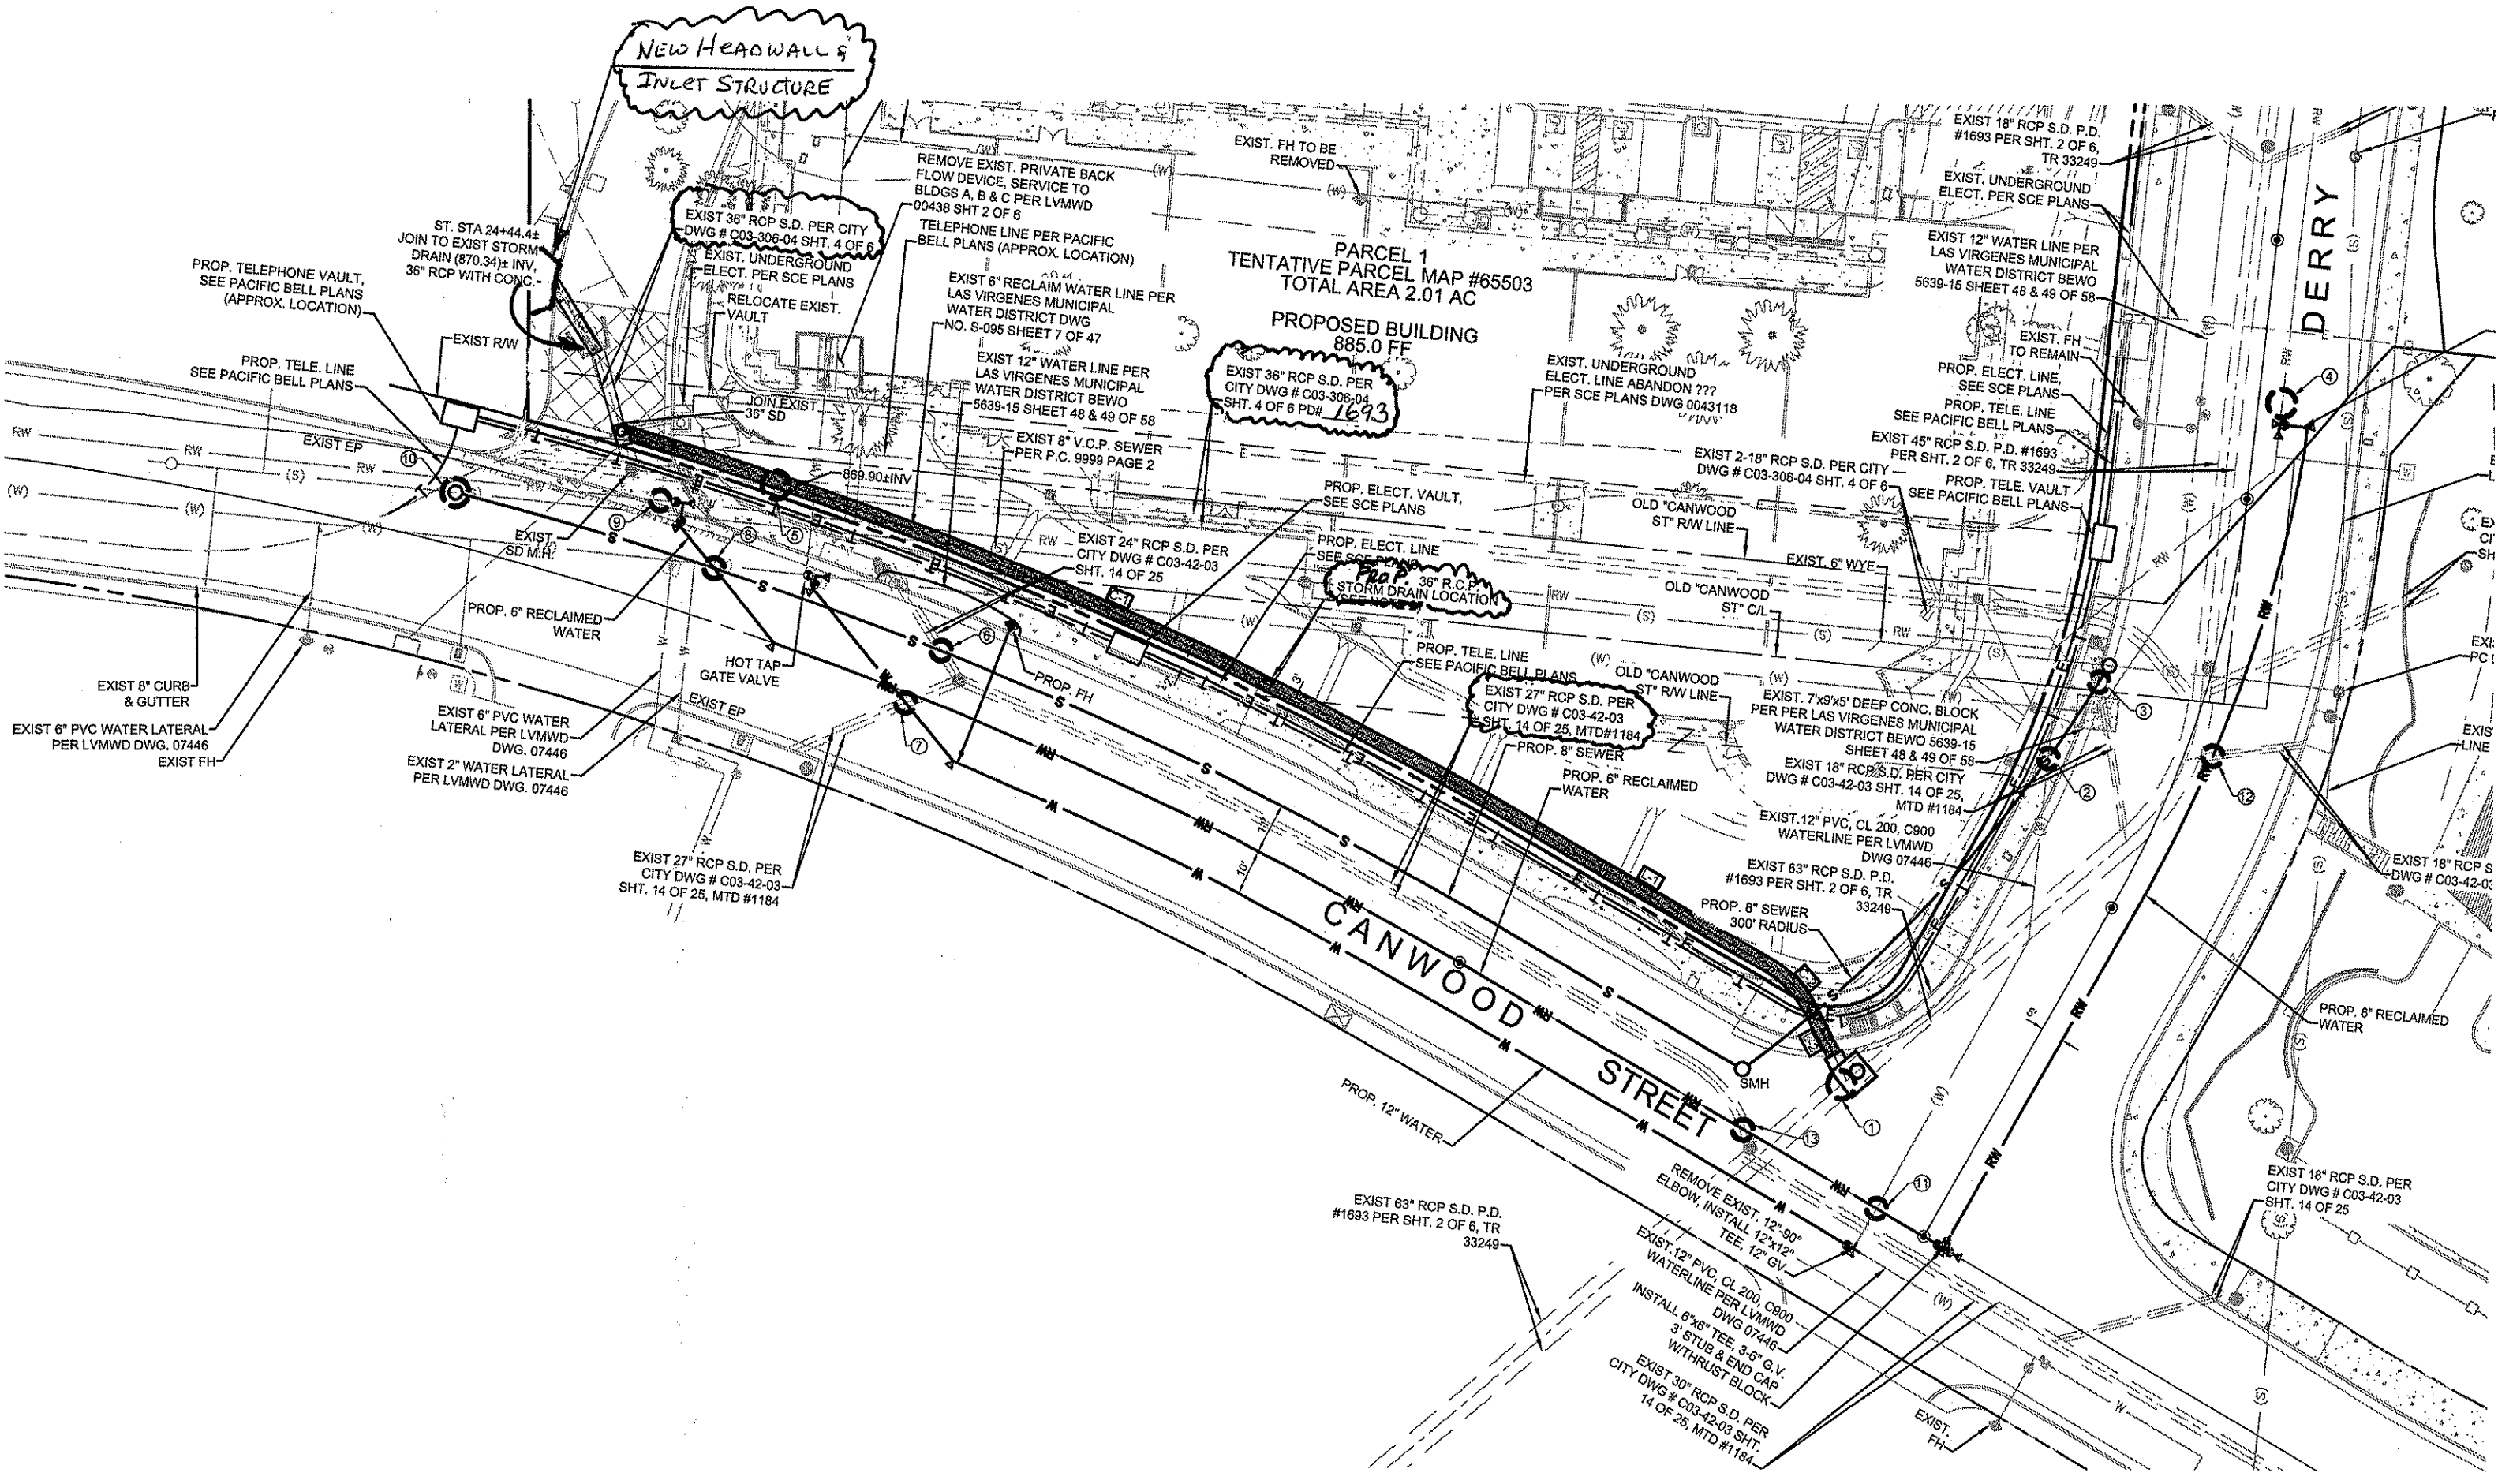 NEW HEADWALL &
INLET STRUCTURE
ST. STA 24+44.4±
JOIN TO EXIST STORM
DRAIN (870.34)± INV,
36" RCP WITH CONC.
PROP. TELEPHONE VAULT,
SEE PACIFIC BELL PLANS
(APPROX. LOCATION)
PROP. TELE. LINE
SEE PACIFIC BELL PLANS
EXIST R/W
EXIST 36" RCP S.D. PER CITY
DWG # C03-306-04 SHT. 4 OF 6
EXIST. UNDERGROUND
ELECT. PER SCE PLANS
RELOCATE EXIST.
VAULT
JOIN EXIST
36" SD
REMOVE EXIST. PRIVATE BACK
FLOW DEVICE, SERVICE TO
BLDGS A, B & C PER LVMWD
00438 SHT 2 OF 6
TELEPHONE LINE PER PACIFIC
BELL PLANS (APPROX. LOCATION)
EXIST 6" RECLAIM WATER LINE PER
LAS VIRGENES MUNICIPAL
WATER DISTRICT DWG
NO. S-095 SHEET 7 OF 47
EXIST 12" WATER LINE PER
LAS VIRGENES MUNICIPAL
WATER DISTRICT BEWO
5639-15 SHEET 48 & 49 OF 58
EXIST 8" V.C.P. SEWER
PER P.C. 9999 PAGE 2
869.90±INV
EXIST. FH TO BE
REMOVED
PARCEL 1
TENTATIVE PARCEL MAP #65503
TOTAL AREA 2.01 AC
PROPOSED BUILDING
885.0 FF
EXIST 36" RCP S.D. PER
CITY DWG # C03-306-04
SHT. 4 OF 6 PD# 1693
EXIST. UNDERGROUND
ELECT. LINE ABANDON ???
PER SCE PLANS DWG 0043118
PROP. ELECT. VAULT,
SEE SCE PLANS
PROP. ELECT. LINE
SEE SCE PLANS
PROP. 36" R.C.P.
STORM DRAIN LOCATION
EXIST 24" RCP S.D. PER
CITY DWG # C03-42-03
SHT. 14 OF 25
EXIST 18" RCP S.D. P.D.
#1693 PER SHT. 2 OF 6,
TR 33249
EXIST. UNDERGROUND
ELECT. PER SCE PLANS
EXIST 12" WATER LINE PER
LAS VIRGENES MUNICIPAL
WATER DISTRICT BEWO
5639-15 SHEET 48 & 49 OF 58
EXIST. FH
TO REMAIN
PROP. ELECT. LINE,
SEE SCE PLANS
PROP. TELE. LINE
SEE PACIFIC BELL PLANS
EXIST 45" RCP S.D. P.D. #1693
PER SHT. 2 OF 6, TR 33249
EXIST 2-18" RCP S.D. PER CITY
DWG # C03-306-04 SHT. 4 OF 6
PROP. TELE. VAULT
SEE PACIFIC BELL PLANS
DERRY
OLD "CANWOOD
ST" R/W LINE
EXIST. 6" WYE
OLD "CANWOOD
ST" C/L
OLD "CANWOOD
ST" R/W LINE
PROP. TELE. LINE
SEE PACIFIC BELL PLANS
EXIST 27" RCP S.D. PER
CITY DWG # C03-42-03
SHT. 14 OF 25, MTD#1184
PROP. 8" SEWER
PROP. 6" RECLAIMED
WATER
EXIST. 7'x9'x5' DEEP CONC. BLOCK
PER PER LAS VIRGENES MUNICIPAL
WATER DISTRICT BEWO 5639-15
SHEET 48 & 49 OF 58
EXIST 18" RCP S.D. PER CITY
DWG # C03-42-03 SHT. 14 OF 25,
MTD #1184
EXIST.12" PVC, CL 200, C900
WATERLINE PER LVMWD
DWG 07446
EXIST 63" RCP S.D. P.D.
#1693 PER SHT. 2 OF 6, TR
33249
PROP. 8" SEWER
300' RADIUS
EXIST EP
EXIST.
SD M.H.
PROP. 6" RECLAIMED
WATER
HOT TAP
GATE VALVE
PROP. FH
EXIST 8" CURB
& GUTTER
EXIST 6" PVC WATER LATERAL
PER LVMWD DWG. 07446
EXIST FH
EXIST 6" PVC WATER
LATERAL PER LVMWD
DWG. 07446
EXIST 2" WATER LATERAL
PER LVMWD DWG. 07446
EXIST EP
EXIST 27" RCP S.D. PER
CITY DWG # C03-42-03
SHT. 14 OF 25, MTD #1184
CANWOOD STREET
10'
SMH
PROP. 12" WATER
EXIST 63" RCP S.D. P.D.
#1693 PER SHT. 2 OF 6, TR
33249
REMOVE EXIST. 12"-90°
ELBOW, INSTALL 12"x12"
TEE, 12" GV
EXIST.12" PVC, CL 200, C900
WATERLINE PER LVMWD
DWG 07446
INSTALL 6"x6" TEE, 3-6" G.V.
3' STUB & END CAP
W/THRUST BLOCK
EXIST 30" RCP S.D. PER
CITY DWG # C03-42-03 SHT.
14 OF 25, MTD #1184
EXIST.
FH
PROP. 6" RECLAIMED
WATER
EXIST 18" RCP S
DWG # C03-42-03
EXIST 18" RCP S.D. PER
CITY DWG # C03-42-03
SHT. 14 OF 25
1
2
3
4
5
6
7
8
9
10
11
12
13